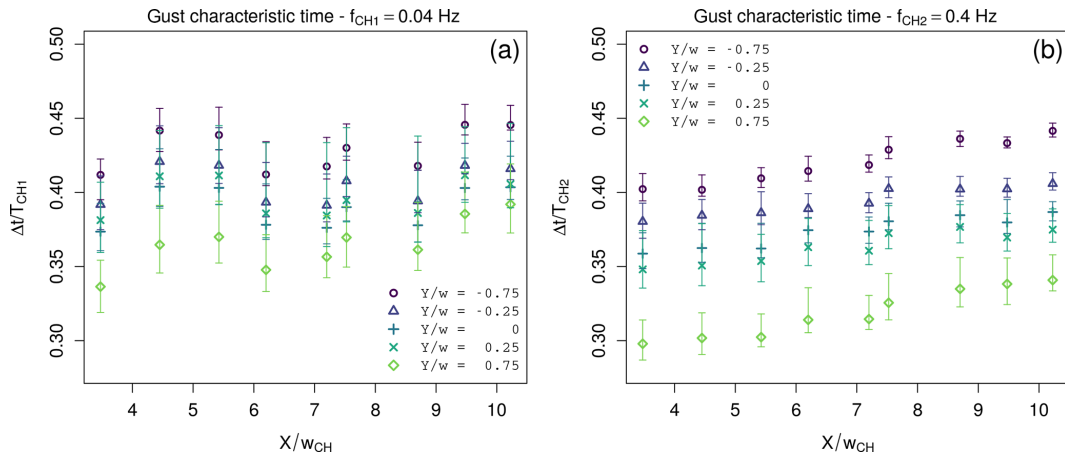 Gust characteristic time - fCH1 = 0.04 Hz
(a)
Δt/TCH1
0.50
0.45
0.40
0.35
0.30
Y/w = -0.75
Y/w = -0.25
Y/w = 0
Y/w = 0.25
Y/w = 0.75
4 5 6 7 8 9 10
X/wCH
Gust characteristic time - fCH2 = 0.4 Hz
(b)
Δt/TCH2
0.50
0.45
0.40
0.35
0.30
Y/w = -0.75
Y/w = -0.25
Y/w = 0
Y/w = 0.25
Y/w = 0.75
4 5 6 7 8 9 10
X/wCH